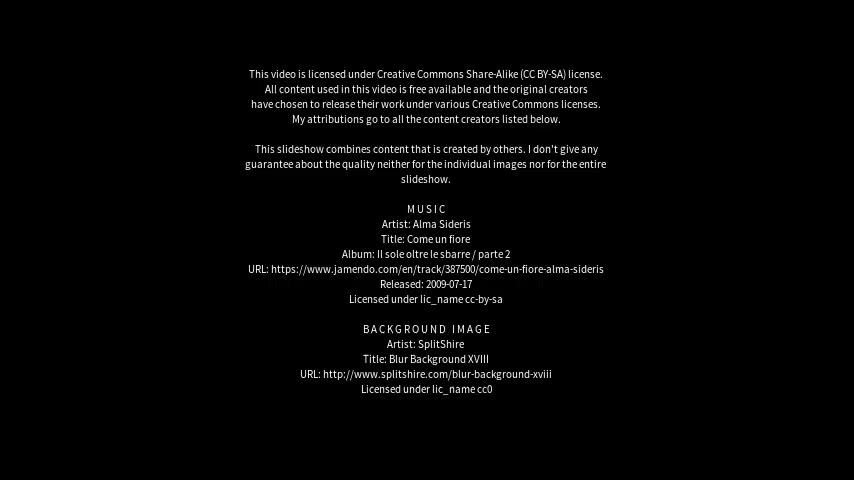 This video is licensed under Creative Commons Share-Alike (CC BY-SA) license.
All content used in this video is free available and the original creators
have chosen to release their work under various Creative Commons licenses.
My attributions go to all the content creators listed below.
This slideshow combines content that is created by others. I don't give any
guarantee about the quality neither for the individual images nor for the entire
slideshow.
MUSIC
Artist: Alma Sideris
Title: Come un fiore
Album: Il sole oltre le sbarre / parte 2
URL: https://www.jamendo.com/en/track/387500/come-un-fiore-alma-sideris
Released: 2009-07-17
Licensed under lic_name cc-by-sa
BACKGROUND IMAGE
Artist: SplitShire
Title: Blur Background XVIII
URL: http://www.splitshire.com/blur-background-xviii
Licensed under lic_name cc0